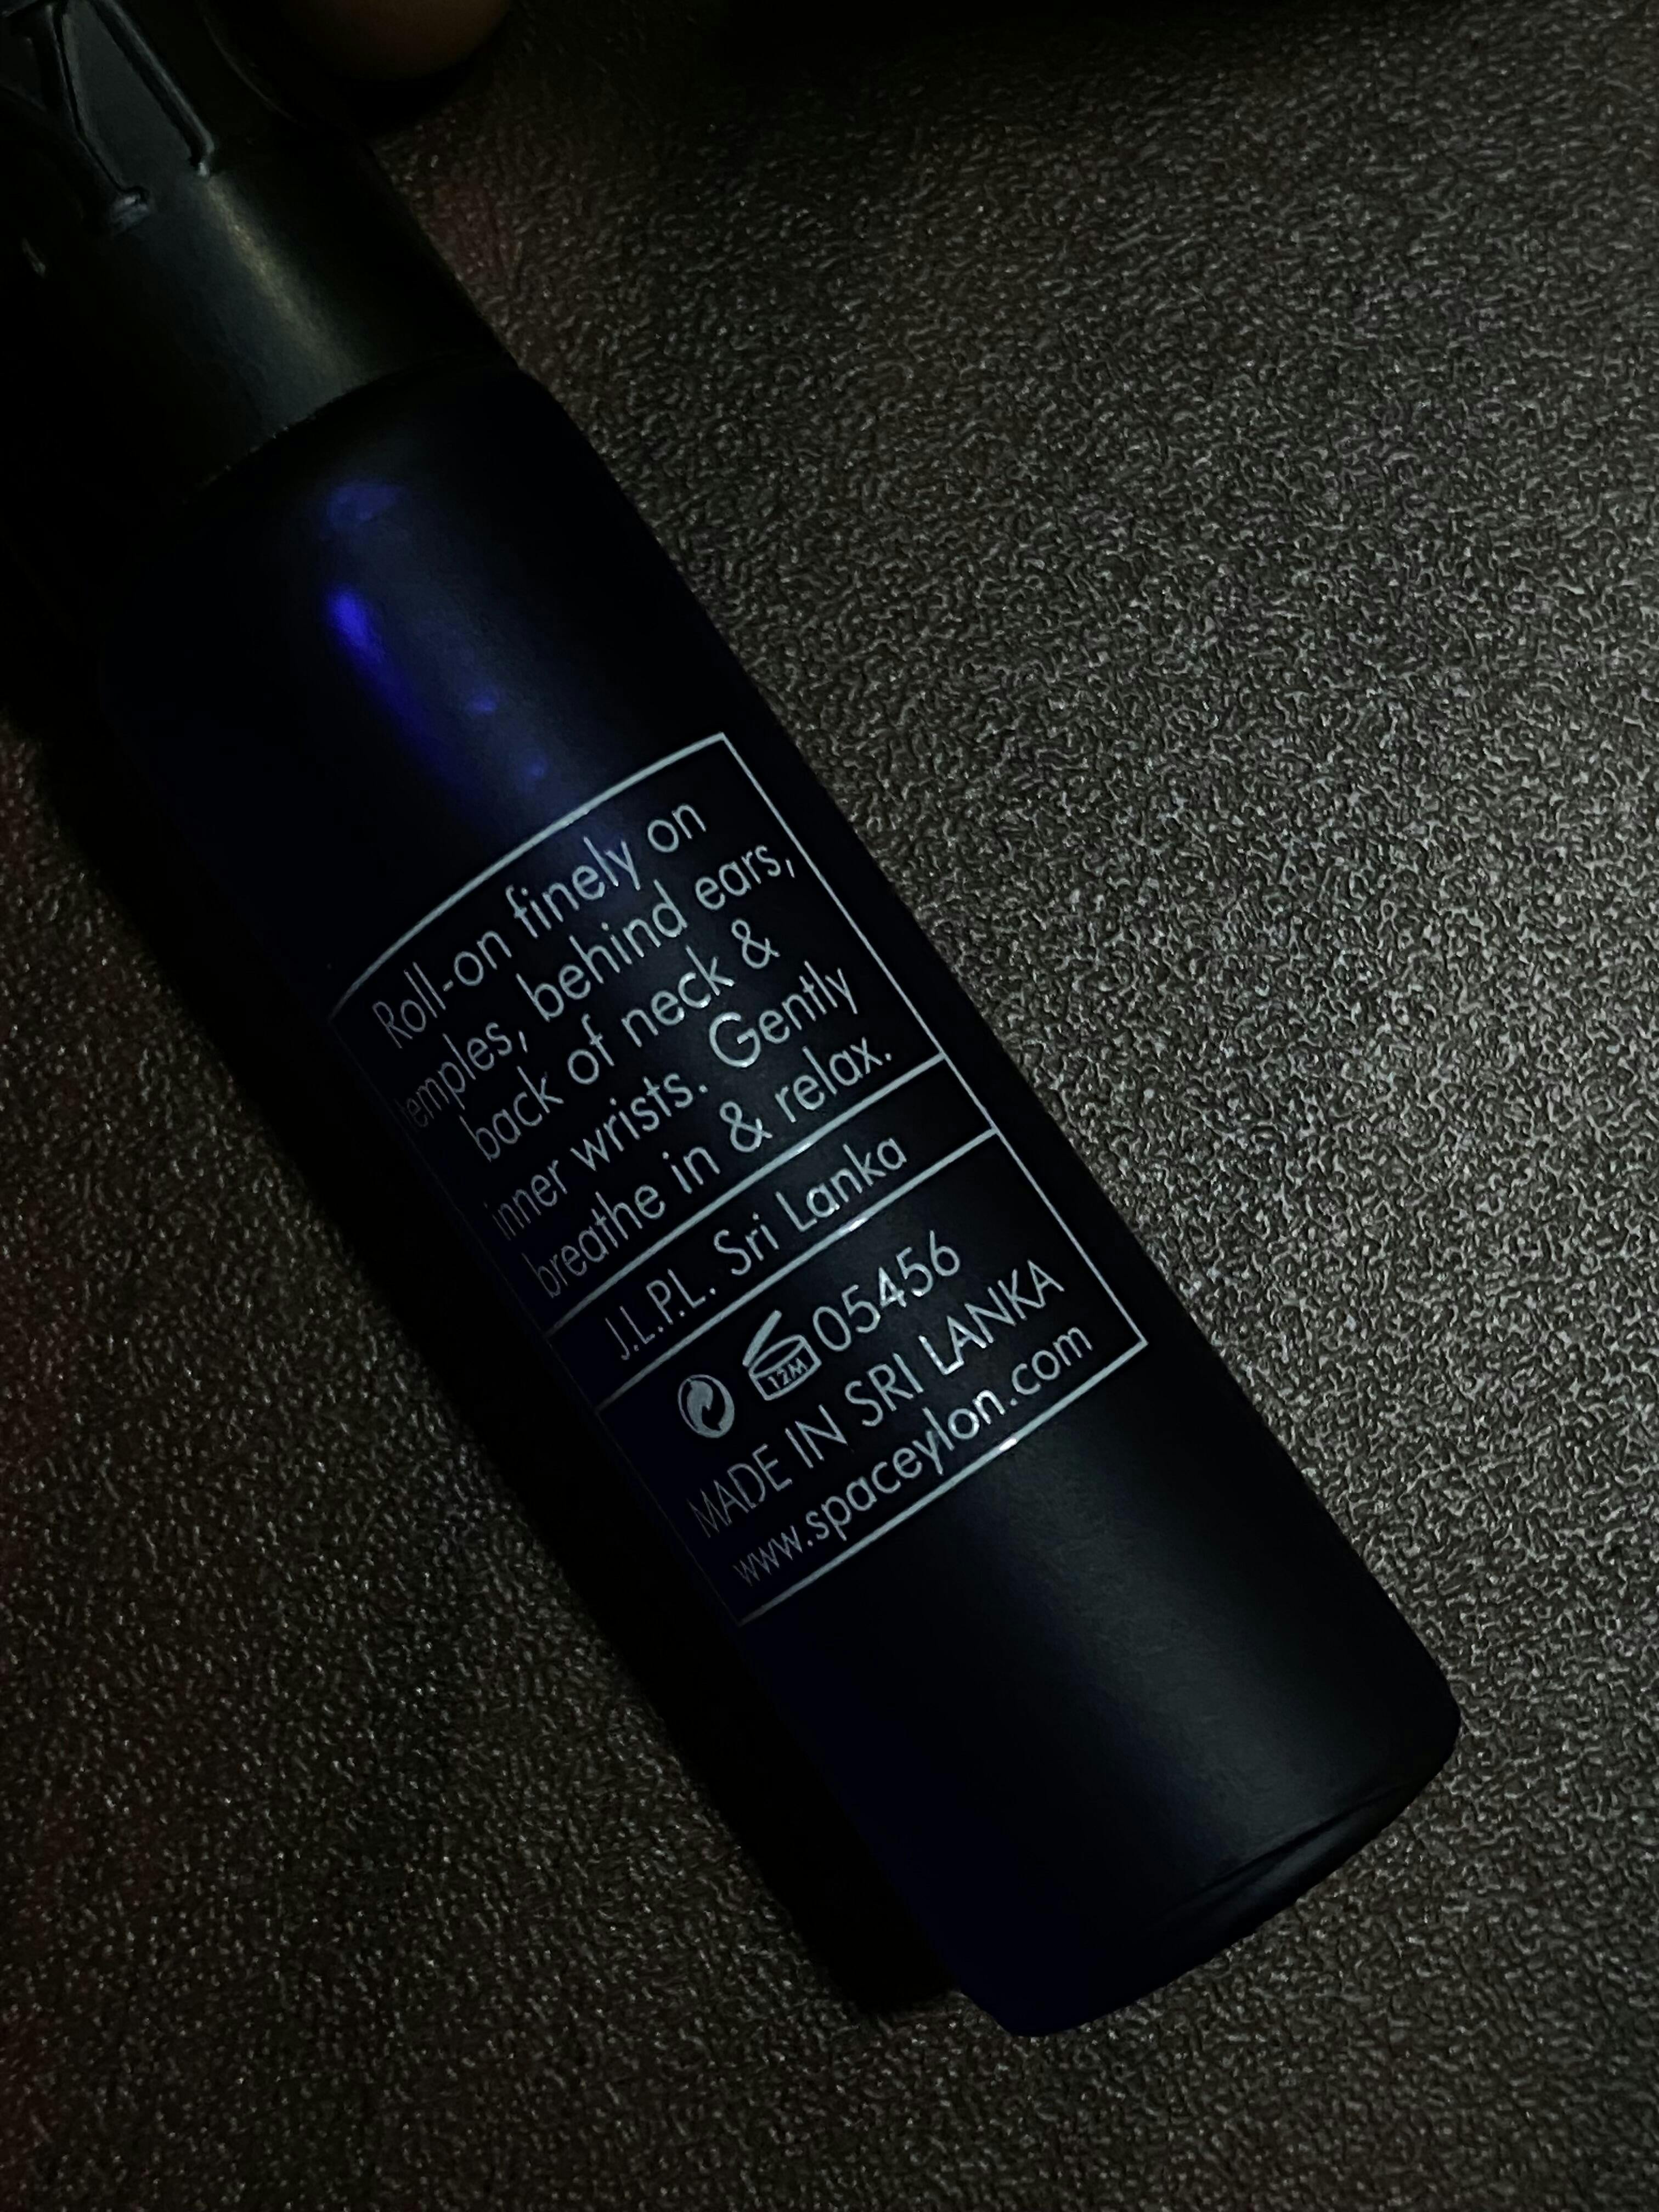 Roll-on finely on
temples, behind ears,
back of neck &
inner wrists. Gently
breathe in & relax.
J.L.P.L. Sri Lanka
12M 05456
MADE IN SRI LANKA
www.spaceylon.com